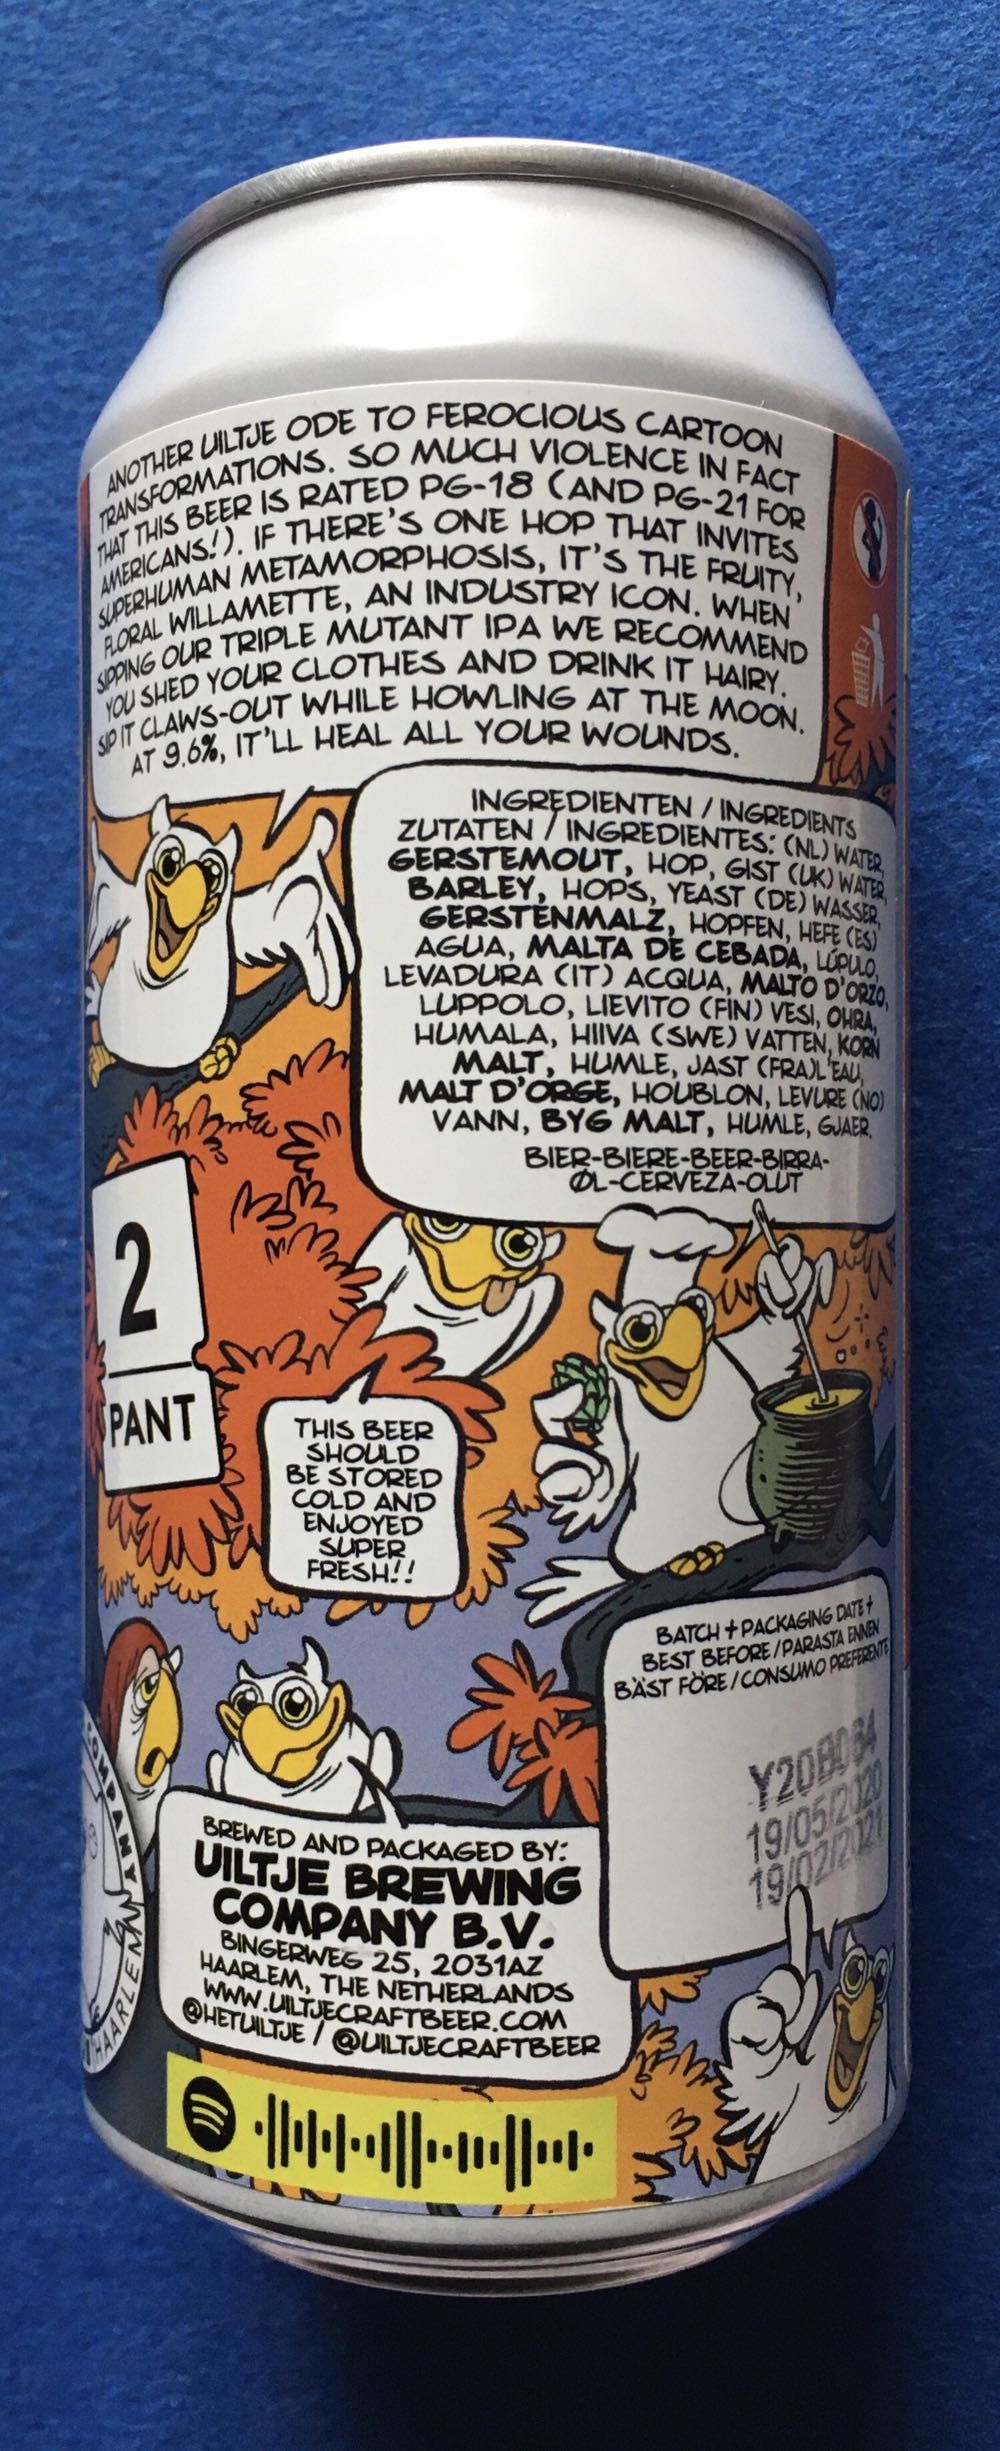 ANOTHER UILTJE ODE TO FEROCIOUS CARTOON
TRANSFORMATIONS. SO MUCH VIOLENCE IN FACT
THAT THIS BEER IS RATED PG-18 (AND PG-21 FOR
AMERICANS!). IF THERE'S ONE HOP THAT INVITES
SUPERHUMAN METAMORPHOSIS, IT'S THE FRUITY,
FLORAL WILLAMETTE, AN INDUSTRY ICON. WHEN
SIPPING OUR TRIPLE MUTANT IPA WE RECOMMEND
YOU SHED YOUR CLOTHES AND DRINK IT HAIRY.
SIP IT CLAWS-OUT WHILE HOWLING AT THE MOON.
AT 9.6%, IT'LL HEAL ALL YOUR WOUNDS.
INGREDIENTEN / INGREDIENTS
ZUTATEN / INGREDIENTES: (NL) WATER,
GERSTEMOUT, HOP, GIST (UK) WATER,
BARLEY, HOPS, YEAST (DE) WASSER,
GERSTENMALZ, HOPFEN, HEFE (ES)
AGUA, MALTA DE CEBADA, LÚPULO,
LEVADURA (IT) ACQUA, MALTO D'ORZO,
LUPPOLO, LIEVITO (FIN) VESI, OHRA,
HUMALA, HIIVA (SWE) VATTEN, KORN
MALT, HUMLE, JAST (FRA)L'EAU,
MALT D'ORGE, HOUBLON, LEVURE (NO)
VANN, BYG MALT, HUMLE, GJAER.
BIER-BIERE-BEER-BIRRA-
ØL-CERVEZA-OLUT
2
PANT
THIS BEER
SHOULD
BE STORED
COLD AND
ENJOYED
SUPER
FRESH!!
BATCH + PACKAGING DATE +
BEST BEFORE / PARASTA ENNEN
BÄST FÖRE / CONSUMO PREFERENTE
19/05/2020
19/02/2021
BREWED AND PACKAGED BY:
UILTJE BREWING
COMPANY B.V.
BINGERWEG 25, 2031AZ
HAARLEM, THE NETHERLANDS
WWW.UILTJECRAFTBEER.COM
@HETUILTJE / @UILTJECRAFTBEER
COMPANY
HAARLEM